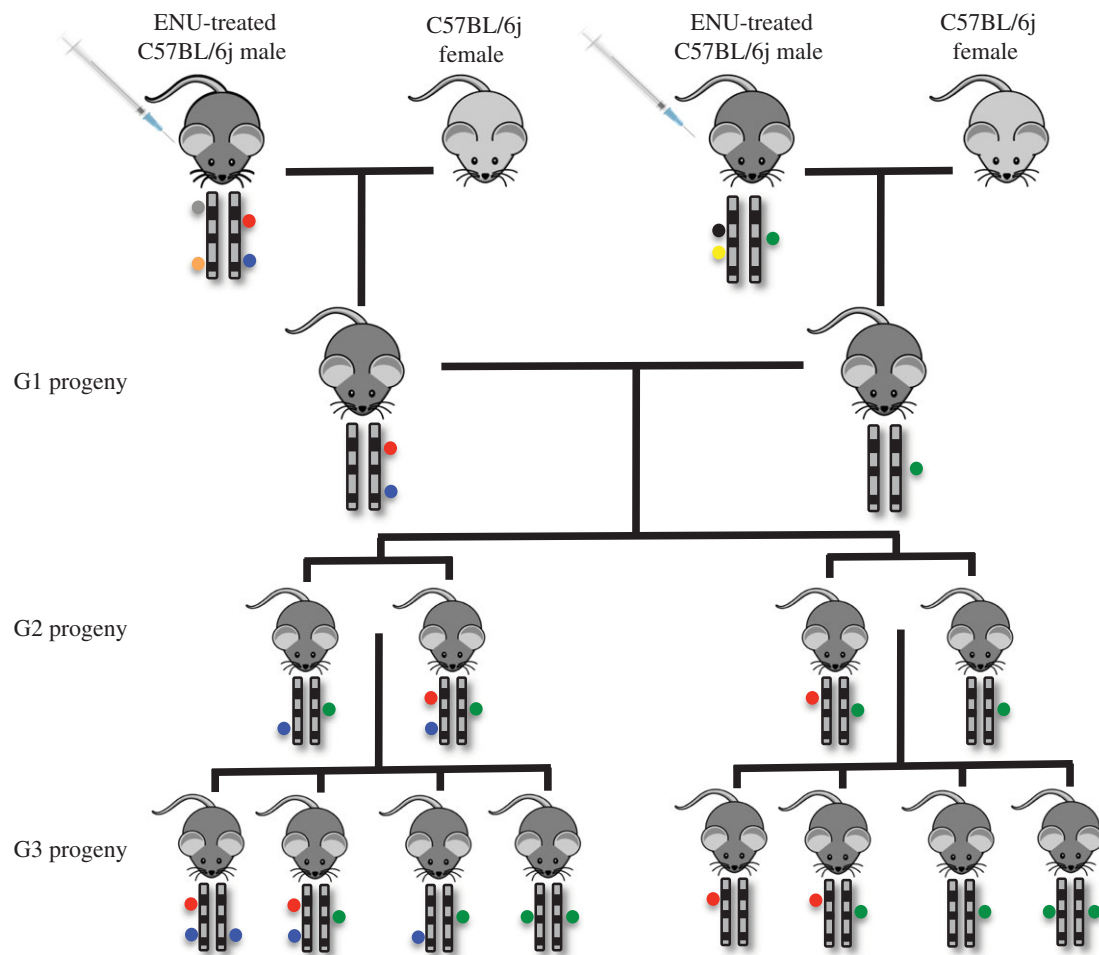 ENU-treated
C57BL/6j male
C57BL/6j
female
ENU-treated
C57BL/6j male
C57BL/6j
female
G1 progeny
G2 progeny
G3 progeny